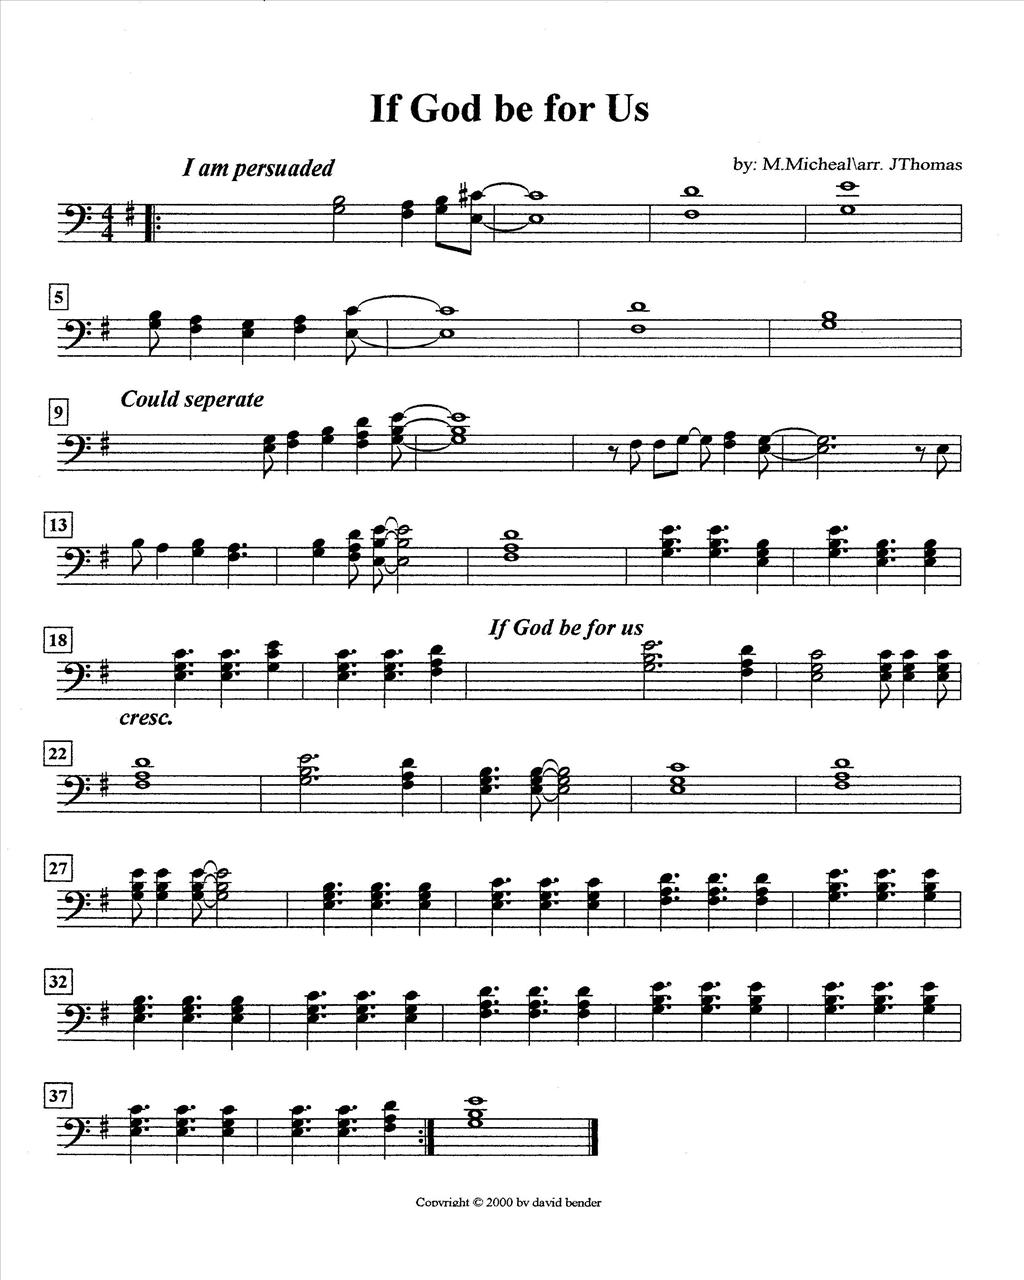 If God be for Us
I am persuaded
by: M.Micheal\arr. JThomas
4
4
5
9
Could seperate
13
18
If God be for us
cresc.
22
27
32
37
Copyright © 2000 by david bender